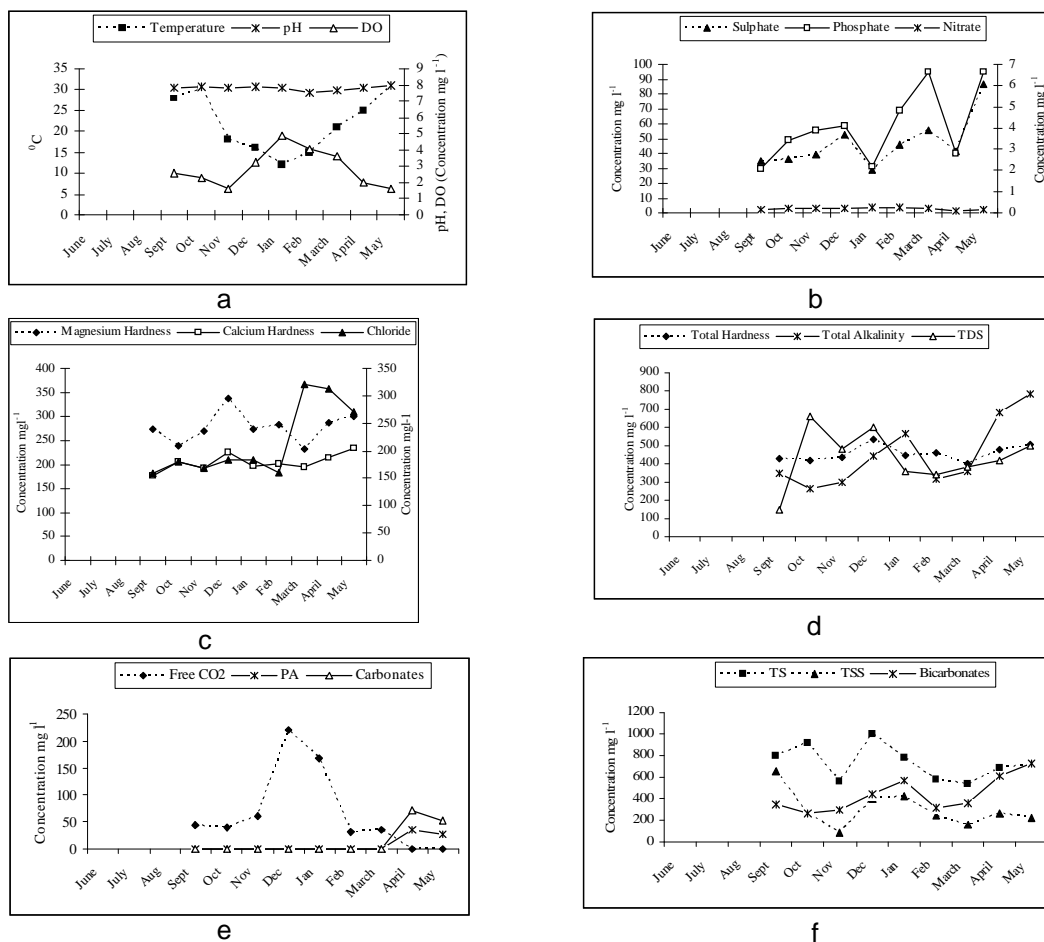 Temperature pH DO
35
30
25
20
15
10
5
0
⁰C
8
7
6
5
4
3
2
1
0
pH, DO (Concentration mg l⁻¹)
June July Aug Sept Oct Nov Dec Jan Feb March April May
a
Sulphate Phosphate Nitrate
100
90
80
70
60
50
40
30
20
10
0
Concentration mg l⁻¹
7
6
5
4
3
2
1
0
Concentration mg l⁻¹
June July Aug Sept Oct Nov Dec Jan Feb March April May
b
Magnesium Hardness Calcium Hardness Chloride
400
350
300
250
200
150
100
50
0
Concentration mgl⁻¹
350
300
250
200
150
100
50
0
Concentration mgl-1
June July Aug Sept Oct Nov Dec Jan Feb March April May
c
Total Hardness Total Alkalinity TDS
900
800
700
600
500
400
300
200
100
0
Concentration mg l⁻¹
June July Aug Sept Oct Nov Dec Jan Feb March April May
d
Free CO2 PA Carbonates
250
200
150
100
50
0
Concentration mg l¹
June July Aug Sept Oct Nov Dec Jan Feb March April May
e
TS TSS Bicarbonates
1200
1000
800
600
400
200
0
Concentration mg l⁻¹
June July Aug Sept Oct Nov Dec Jan Feb March April May
f